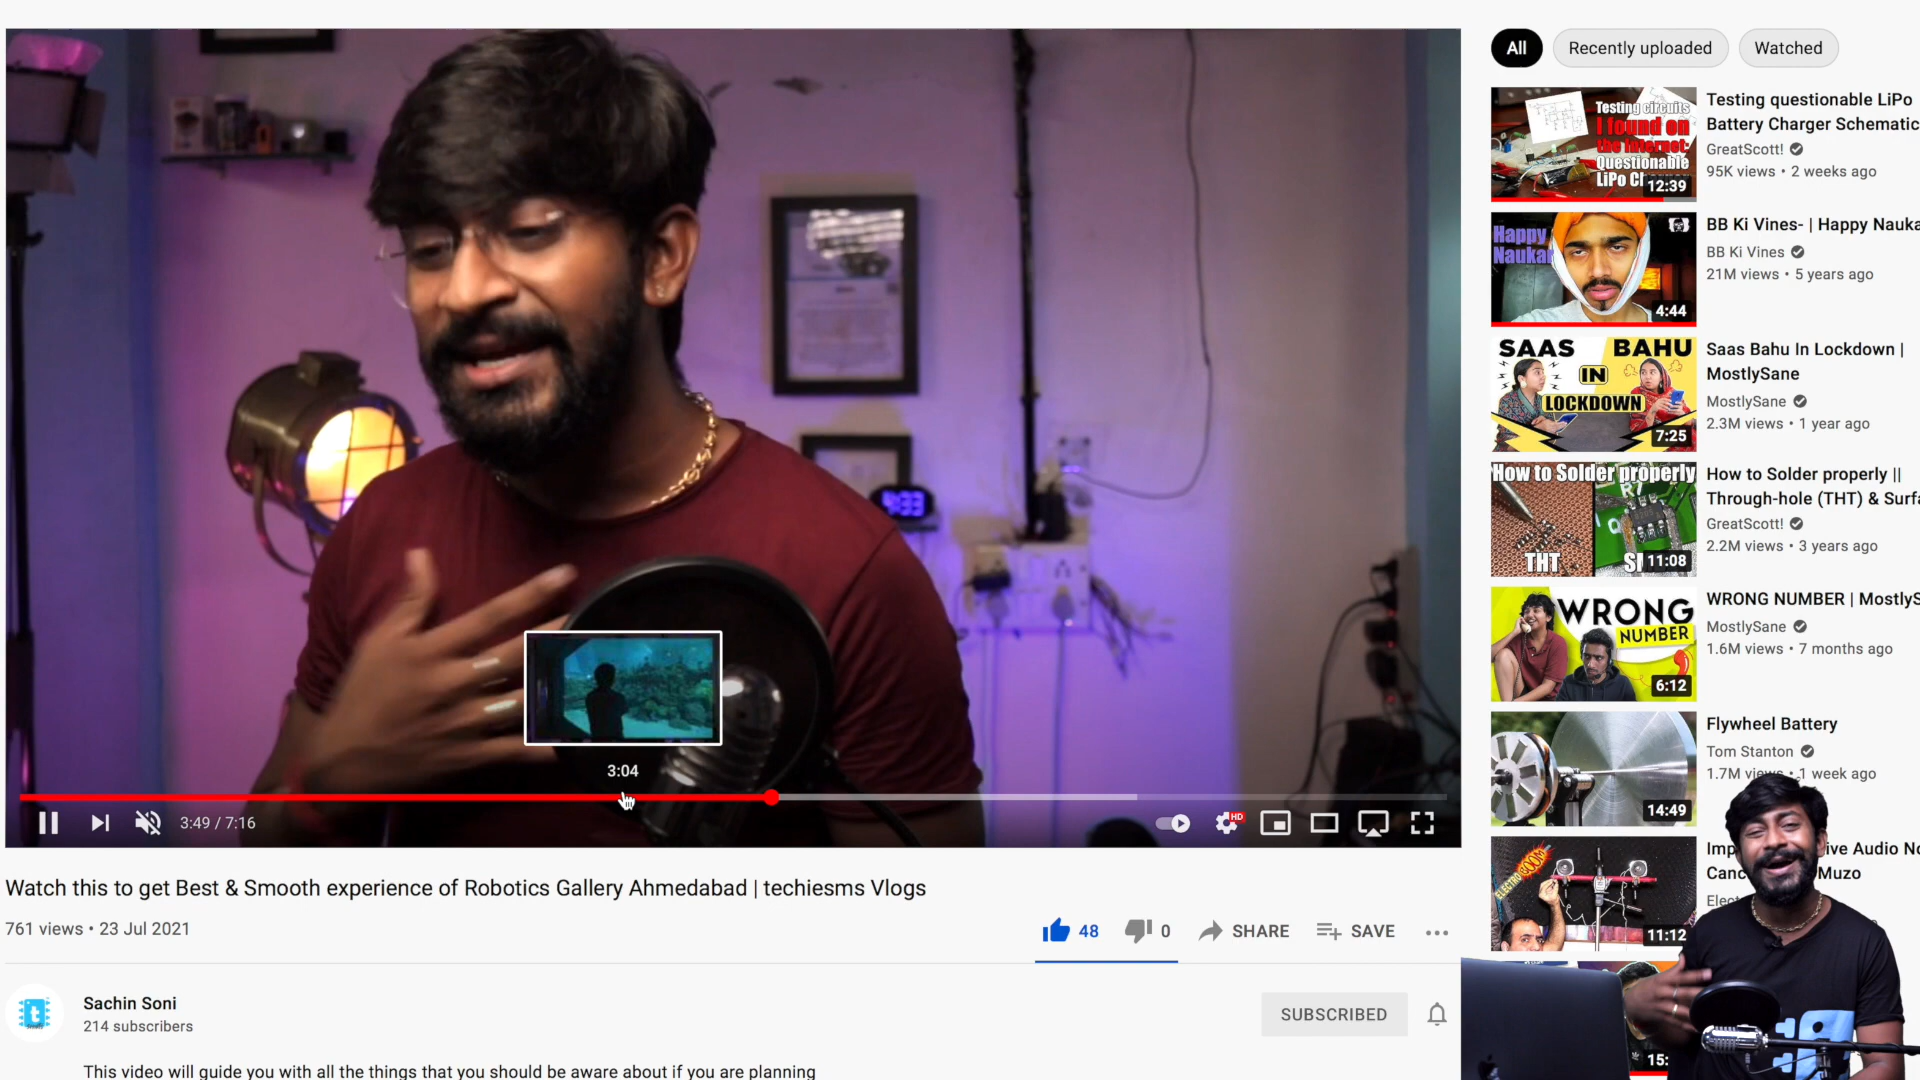 All
Recently uploaded
Watched
Testing circuits
I found on
the Internet:
Questionable
12:39
Testing questionable LiPo
Battery Charger Schematic
GreatScott!
95K views • 2 weeks ago
Happy
4:44
BB Ki Vines- | Happy
BB Ki Vines
21M views • 5 years ago
SAAS BAHU
IN
LOCKDOWN
7:25
Saas Bahu In Lockdown |
MostlySane
MostlySane
2.3M views • 1 year ago
How to Solder properly
THT
11:08
How to Solder properly ||
Through-hole (THT) &
GreatScott!
2.2M views • 3 years ago
WRONG
NUMBER
6:12
WRONG NUMBER |
MostlySane
1.6M views • 7 months ago
14:49
Flywheel Battery
Tom Stanton
1.7M views • 1 week ago
ELECTRO BOOM
11:12
Audio
Muzo
3:04
3:49 / 7:16
HD
Watch this to get Best & Smooth experience of Robotics Gallery Ahmedabad | techiesms Vlogs
761 views • 23 Jul 2021
48
0
SHARE
SAVE
Sachin Soni
214 subscribers
SUBSCRIBED
This video will guide you with all the things that you should be aware about if you are planning